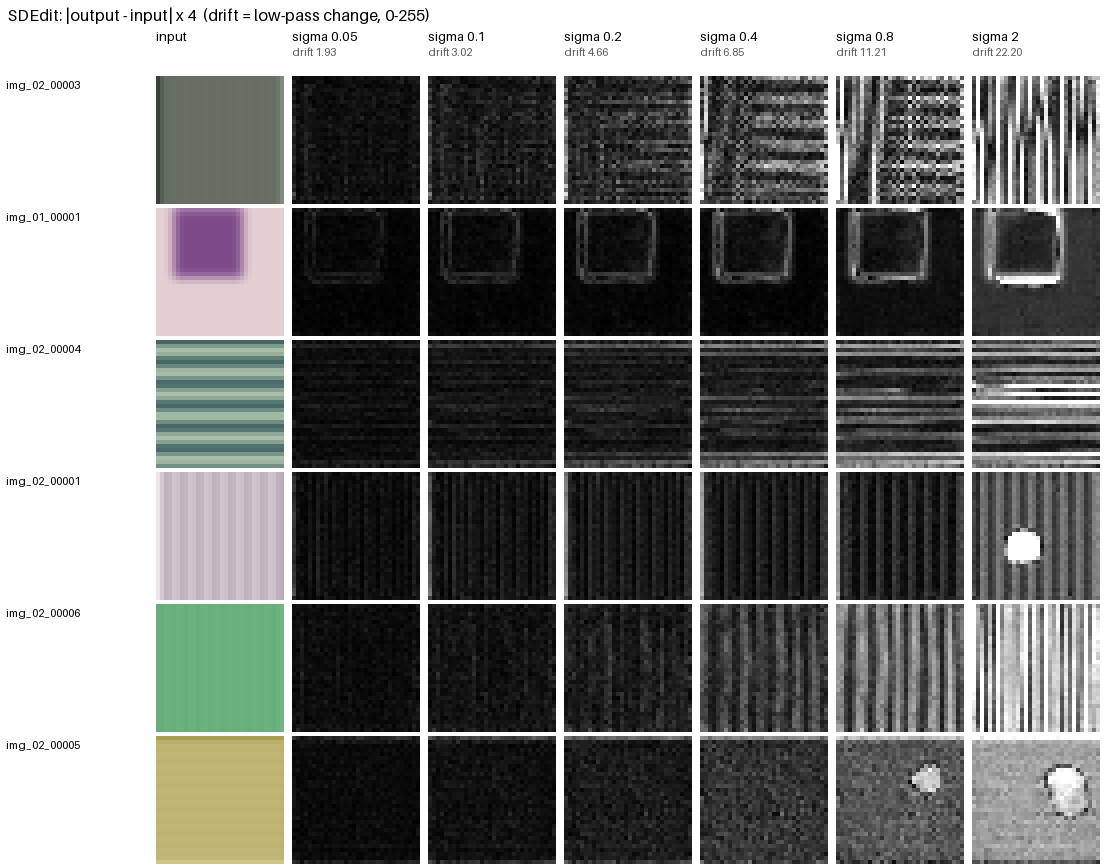 SDEdit: |output - input| x 4  (drift = low-pass change, 0-255)
input sigma 0.05 sigma 0.1 sigma 0.2 sigma 0.4 sigma 0.8 sigma 2
drift 1.93 drift 3.02 drift 4.66 drift 6.85 drift 11.21 drift 22.20
img_02_00003
img_01_00001
img_02_00004
img_02_00001
img_02_00006
img_02_00005